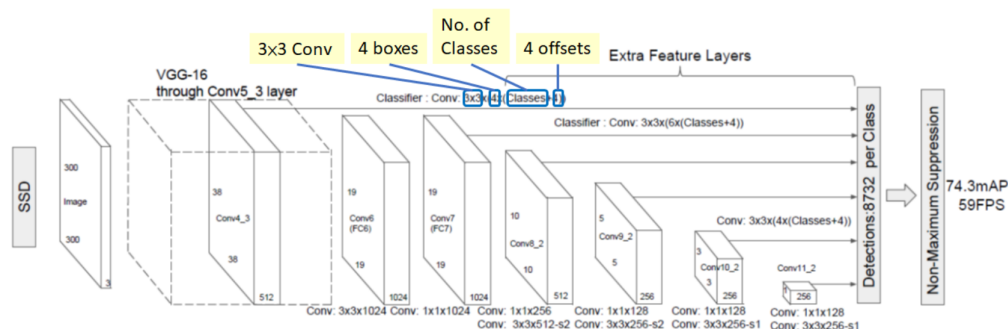 No. of
Classes
3×3 Conv
4 boxes
4 offsets
Extra Feature Layers
VGG-16
through Conv5_3 layer
Classifier : Conv: 3x3x(4x(Classes+4))
Classifier : Conv: 3x3x(6x(Classes+4))
SSD
300
Image
300
3
38
Conv4_3
38
512
19
Conv6
(FC6)
19
1024
19
Conv7
(FC7)
19
1024
10
Conv8_2
10
512
5
Conv9_2
5
256
Conv: 3x3x(4x(Classes+4))
3
Conv10_2
3
256
Conv11_2
1
256
Detections:8732 per Class
Non-Maximum Suppression
74.3mAP
59FPS
Conv: 3x3x1024
Conv: 1x1x1024
Conv: 1x1x256
Conv: 3x3x512-s2
Conv: 1x1x128
Conv: 3x3x256-s2
Conv: 1x1x128
Conv: 3x3x256-s1
Conv: 1x1x128
Conv: 3x3x256-s1